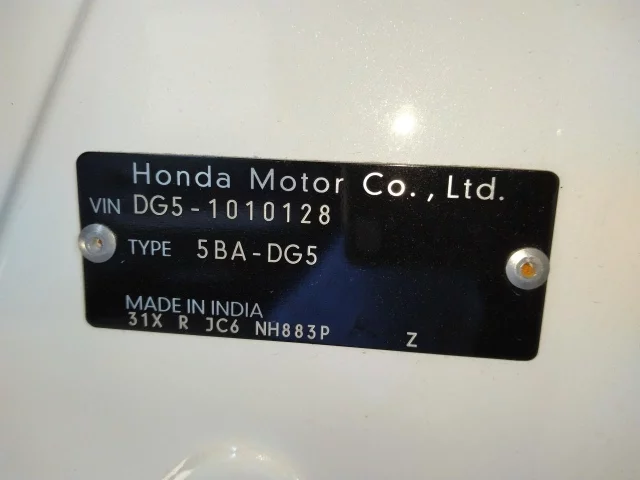 Honda Motor Co., Ltd.
VIN DG5-1010128
TYPE 5BA-DG5
MADE IN INDIA
31X R JC6 NH883P Z